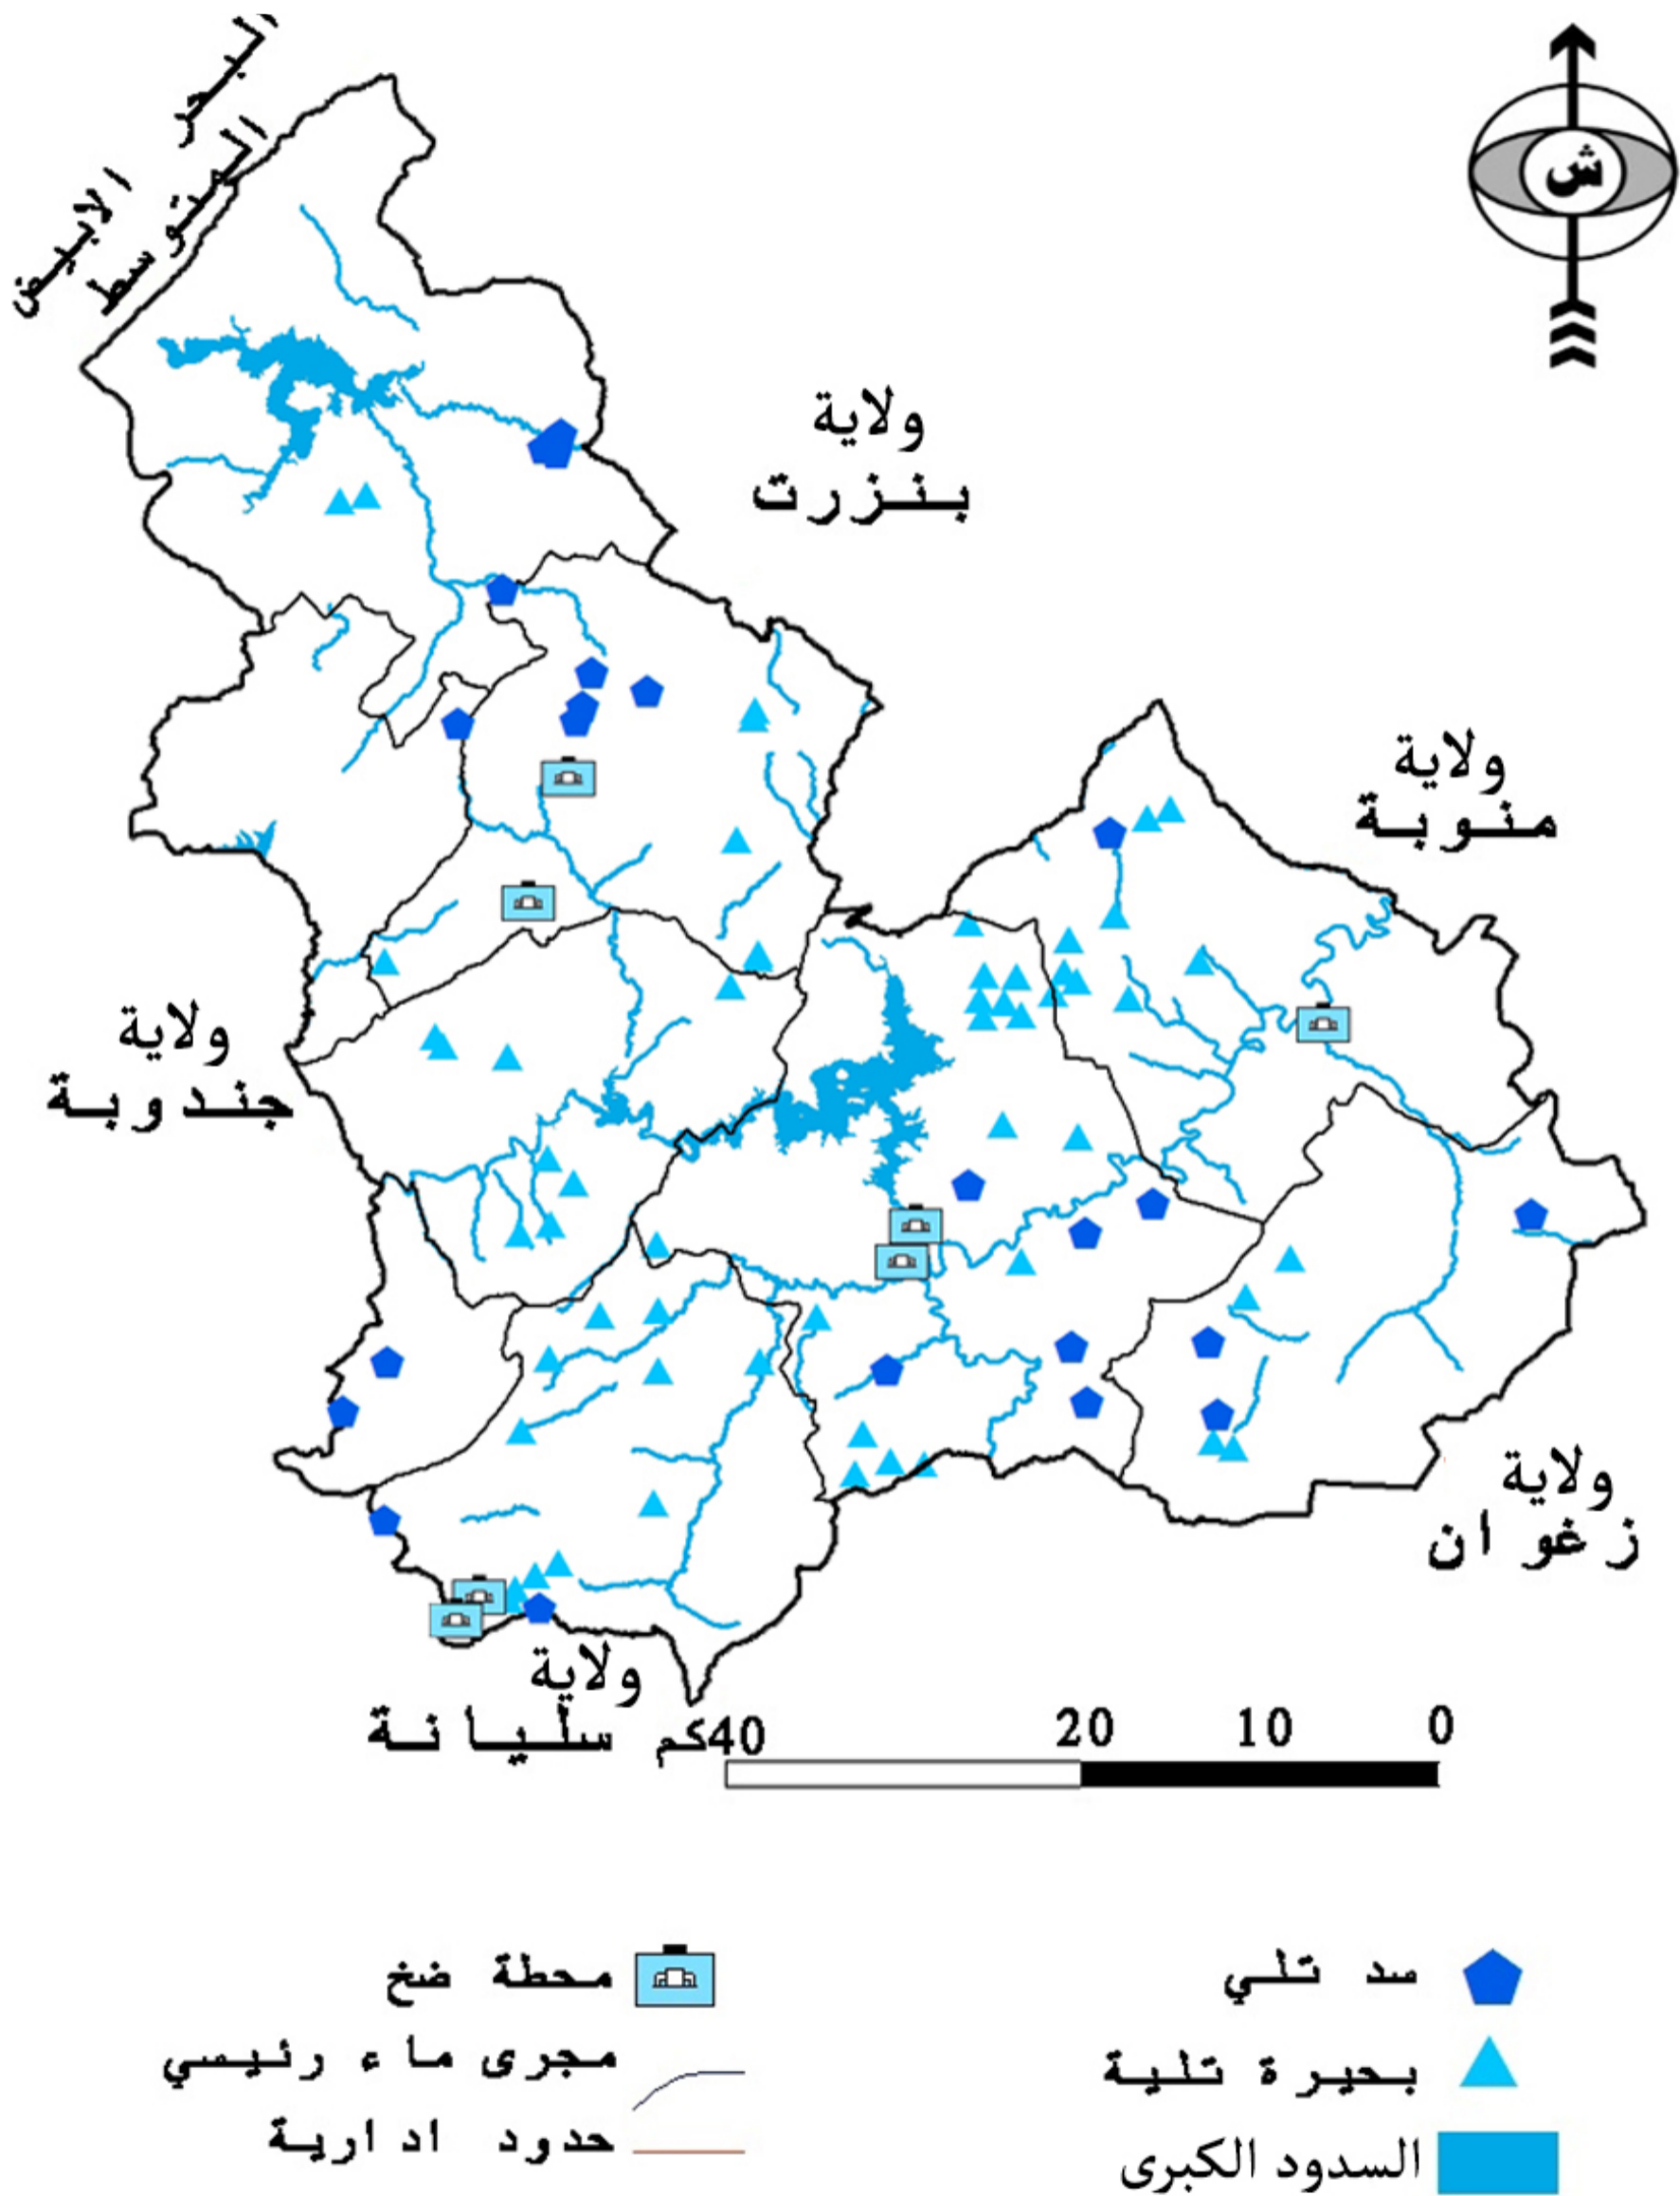 البحر
الابيض
المتوسط
ش
ولاية
بنزرت
ولاية
منوبة
ولاية
جندوبة
ولاية
زغوان
ولاية
سليانة
40كم 20 10 0
سد تلي
بحيرة تلية
السدود الكبرى
محطة ضخ
مجرى ماء رئيسي
حدود ادارية